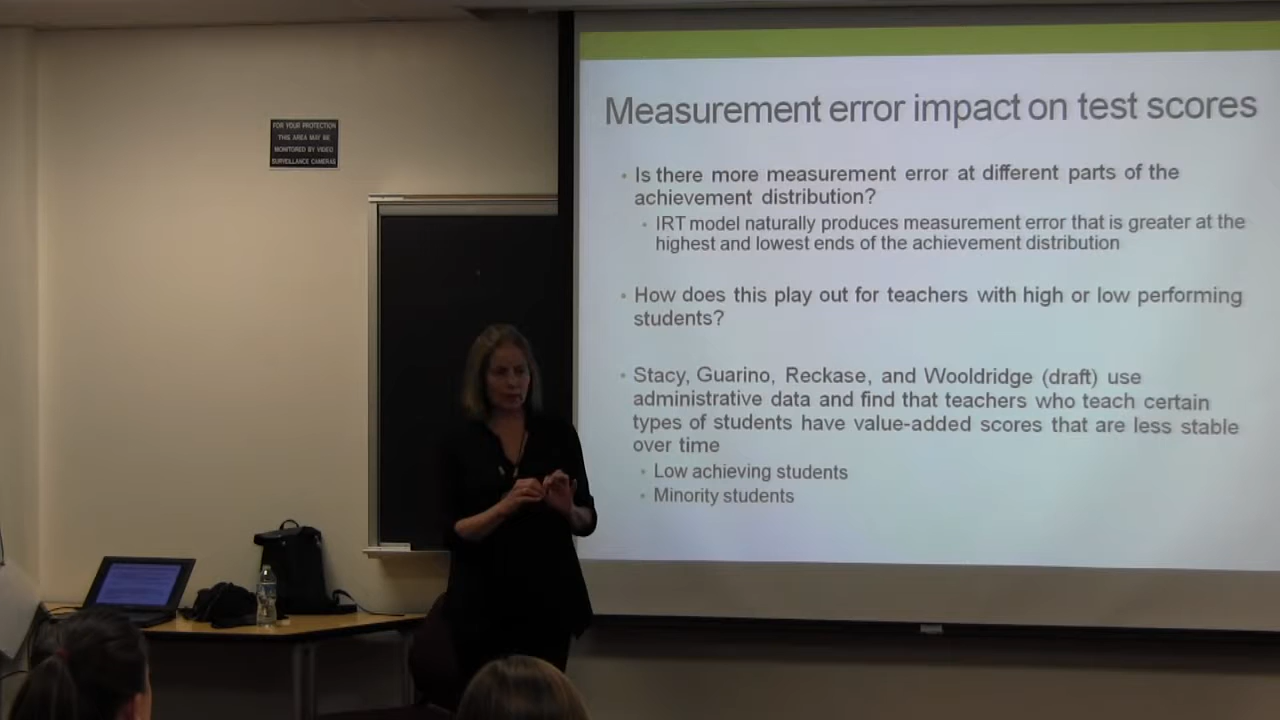 FOR YOUR PROTECTION
THIS AREA MAY BE
MONITORED BY VIDEO
SURVEILLANCE CAMERAS
Measurement error impact on test scores
• Is there more measurement error at different parts of the
achievement distribution?
• IRT model naturally produces measurement error that is greater at the
highest and lowest ends of the achievement distribution
• How does this play out for teachers with high or low performing
students?
• Stacy, Guarino, Reckase, and Wooldridge (draft) use
administrative data and find that teachers who teach certain
types of students have value-added scores that are less stable
over time
• Low achieving students
• Minority students